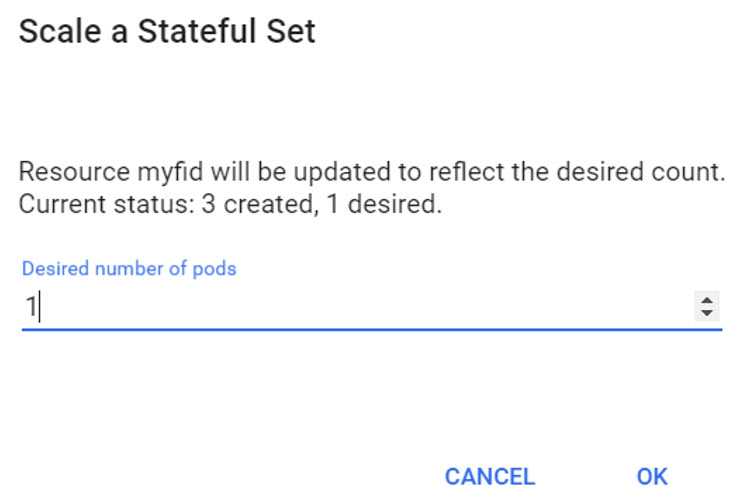 Scale a Stateful Set
Resource myfid will be updated to reflect the desired count.
Current status: 3 created, 1 desired.
Desired number of pods
1
CANCEL OK